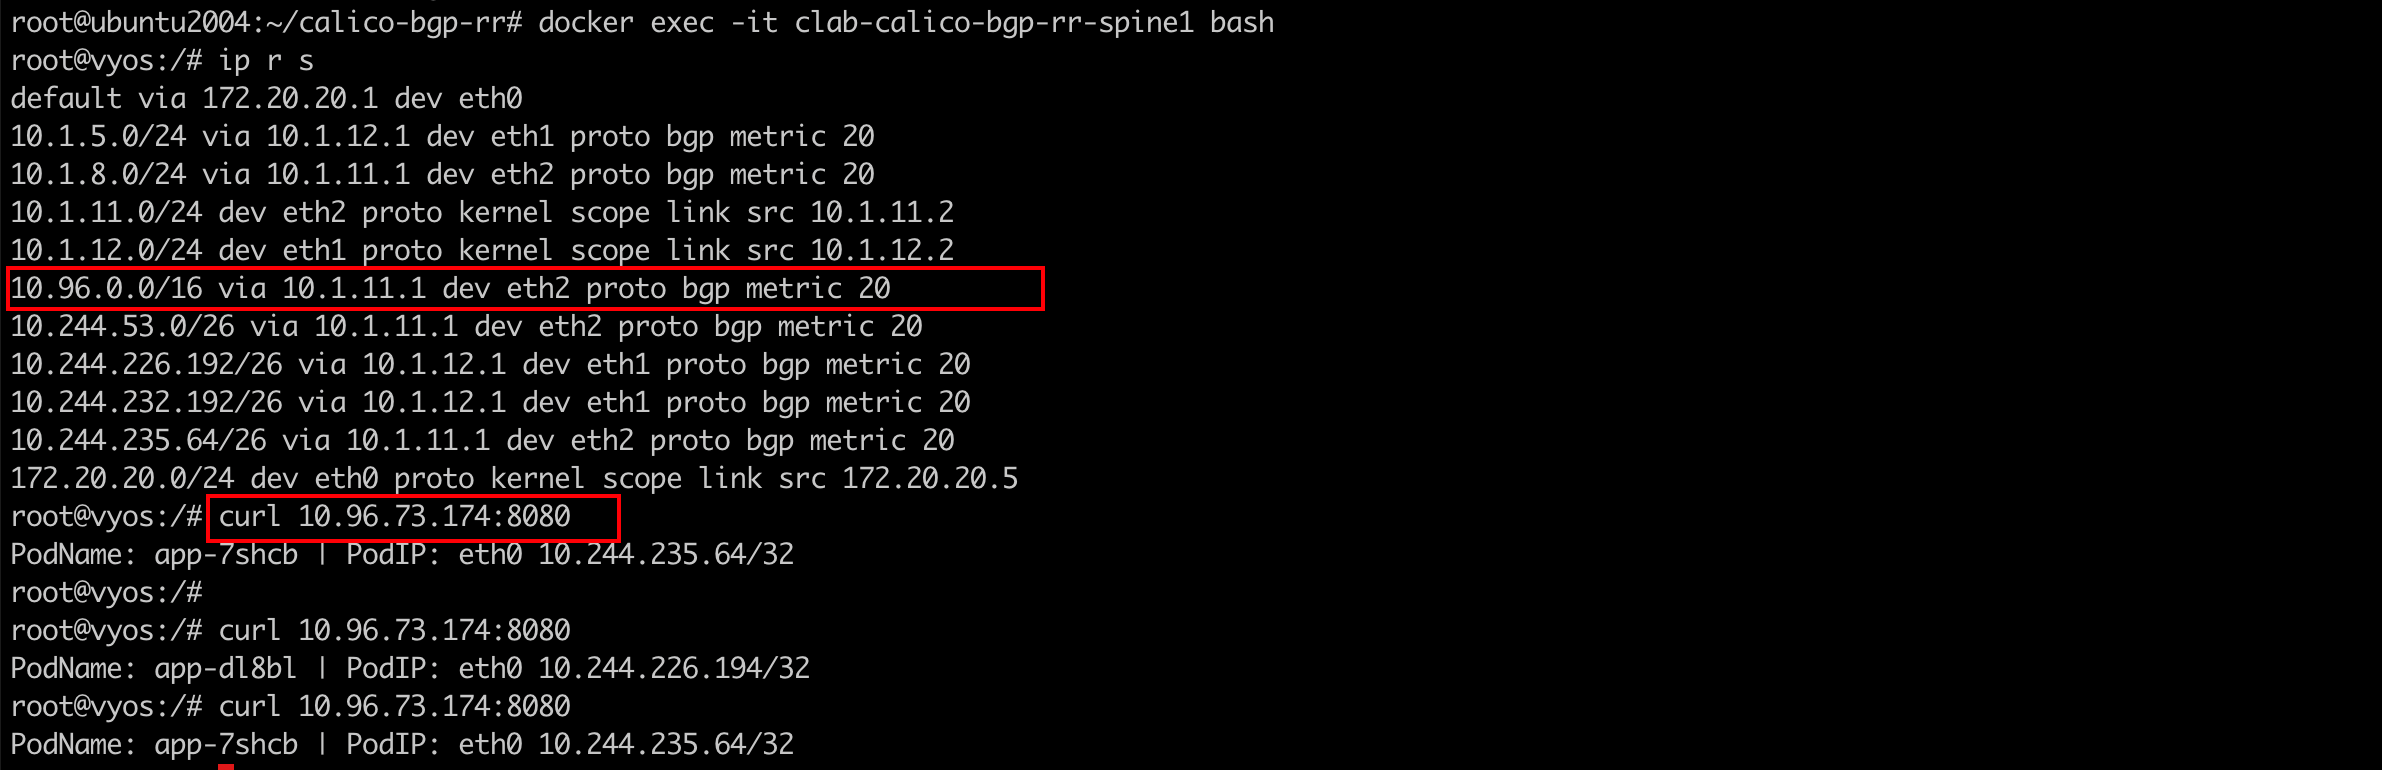 root@ubuntu2004:~/calico-bgp-rr# docker exec -it clab-calico-bgp-rr-spine1 bash
root@vyos:/# ip r s
default via 172.20.20.1 dev eth0
10.1.5.0/24 via 10.1.12.1 dev eth1 proto bgp metric 20
10.1.8.0/24 via 10.1.11.1 dev eth2 proto bgp metric 20
10.1.11.0/24 dev eth2 proto kernel scope link src 10.1.11.2
10.1.12.0/24 dev eth1 proto kernel scope link src 10.1.12.2
10.96.0.0/16 via 10.1.11.1 dev eth2 proto bgp metric 20
10.244.53.0/26 via 10.1.11.1 dev eth2 proto bgp metric 20
10.244.226.192/26 via 10.1.12.1 dev eth1 proto bgp metric 20
10.244.232.192/26 via 10.1.12.1 dev eth1 proto bgp metric 20
10.244.235.64/26 via 10.1.11.1 dev eth2 proto bgp metric 20
172.20.20.0/24 dev eth0 proto kernel scope link src 172.20.20.5
root@vyos:/# curl 10.96.73.174:8080
PodName: app-7shcb | PodIP: eth0 10.244.235.64/32
root@vyos:/#
root@vyos:/# curl 10.96.73.174:8080
PodName: app-dl8bl | PodIP: eth0 10.244.226.194/32
root@vyos:/# curl 10.96.73.174:8080
PodName: app-7shcb | PodIP: eth0 10.244.235.64/32